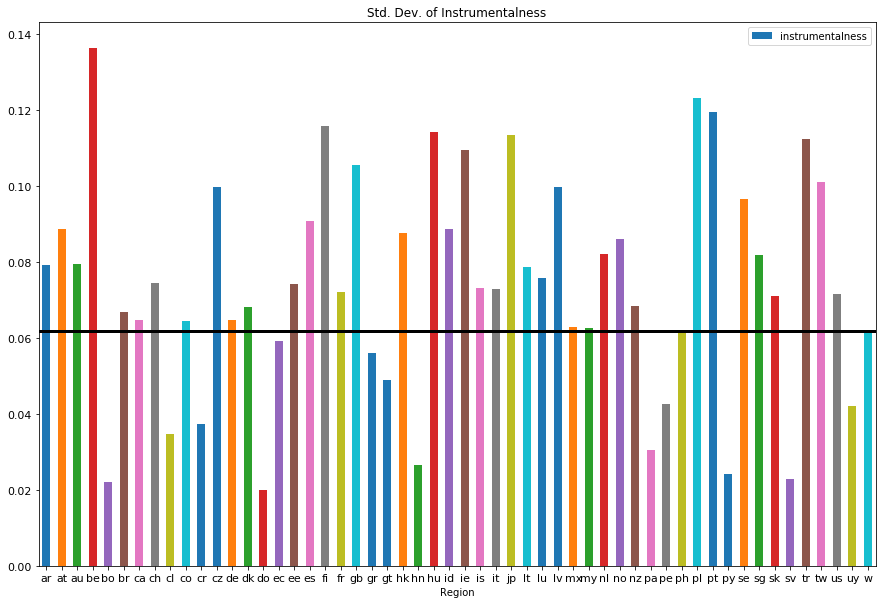 Std. Dev. of Instrumentalness
instrumentalness
0.14
0.12
0.10
0.08
0.06
0.04
0.02
0.00
ar at au be bo br ca ch cl co cr cz de dk do ec ee es fi fr gb gr gt hk hn hu id ie is it jp lt lu lv mx my nl no nz pa pe ph pl pt py se sg sk sv tr tw us uy w
Region